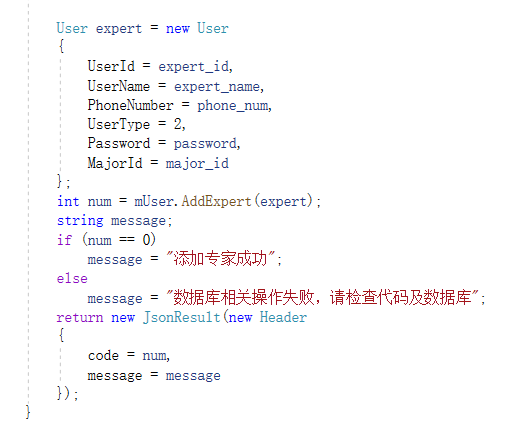 User expert = new User
{
UserId = expert_id,
UserName = expert_name,
PhoneNumber = phone_num,
UserType = 2,
Password = password,
MajorId = major_id
};
int num = mUser.AddExpert(expert);
string message;
if (num == 0)
message = "添加专家成功";
else
message = "数据库相关操作失败，请检查代码及数据库";
return new JsonResult(new Header
{
code = num,
message = message
});
}